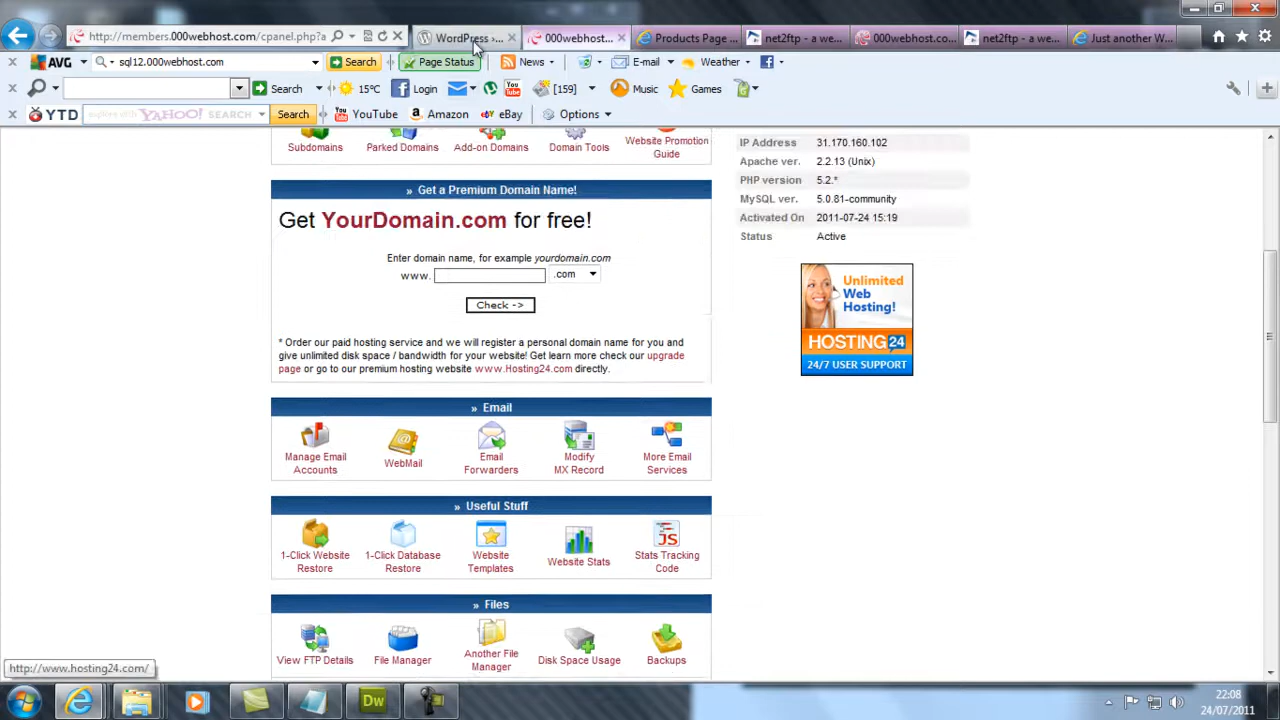 http://members.000webhost.com/cpanel.php?a
WordPress ›...
000webhost...
Products Page ...
net2ftp - a we...
000webhost.co...
net2ftp - a we...
Just another W...
AVG
sql12.000webhost.com
Search
Page Status
News
E-mail
Weather
Search
15°C
Login
You Tube
[159]
Music
Games
YTD
explore with YAHOO! SEARCH
Search
YouTube
Amazon
eBay
Options
Subdomains
Parked Domains
Add-on Domains
Domain Tools
Website Promotion
Guide
IP Address 31.170.160.102
Apache ver. 2.2.13 (Unix)
PHP version 5.2.*
MySQL ver. 5.0.81-community
Activated On 2011-07-24 15:19
Status Active
» Get a Premium Domain Name!
Get YourDomain.com for free!
Enter domain name, for example yourdomain.com
www. .com
Check ->
* Order our paid hosting service and we will register a personal domain name for you and
give unlimited disk space / bandwidth for your website! Get learn more check our upgrade
page or go to our premium hosting website www.Hosting24.com directly.
Unlimited
Web
Hosting!
HOSTING 24
24/7 USER SUPPORT
» Email
Manage Email
Accounts
WebMail
Email
Forwarders
Modify
MX Record
More Email
Services
» Useful Stuff
1-Click Website
Restore
1-Click Database
Restore
Website
Templates
Website Stats
JS
Stats Tracking
Code
» Files
View FTP Details
File Manager
Another File
Manager
Disk Space Usage
Backups
http://www.hosting24.com/
Dw
22:08
24/07/2011